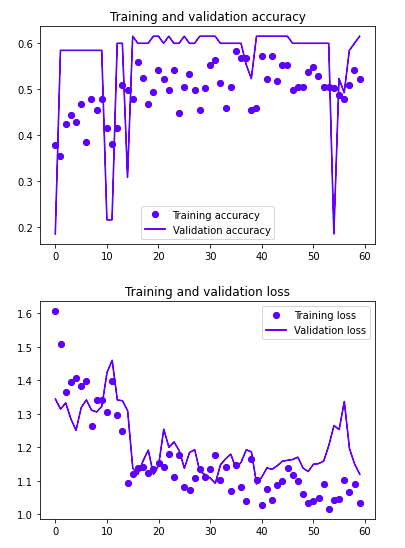 Training and validation accuracy
0.6
0.5
0.4
0.3
0.2
Training accuracy
Validation accuracy
0 10 20 30 40 50 60
Training and validation loss
1.6
Training loss
Validation loss
1.5
1.4
1.3
1.2
1.1
1.0
0 10 20 30 40 50 60